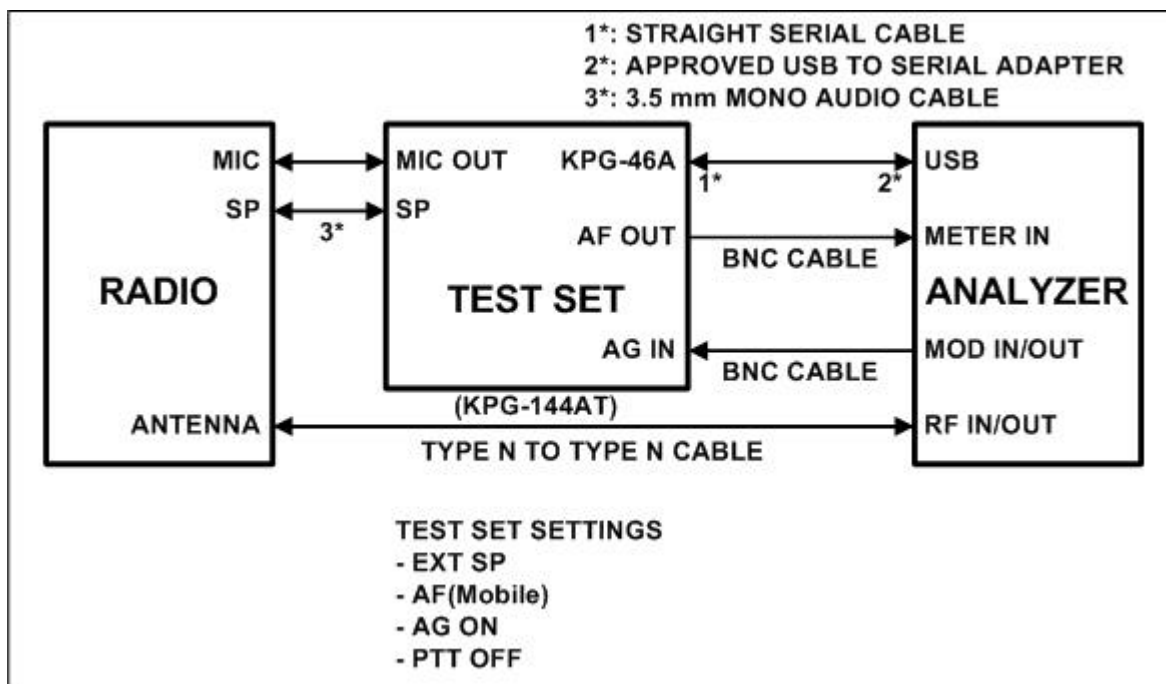 1*: STRAIGHT SERIAL CABLE
2*: APPROVED USB TO SERIAL ADAPTER
3*: 3.5 mm MONO AUDIO CABLE
MIC
MIC OUT
KPG-46A
USB
1*
2*
SP
SP
3*
AF OUT
METER IN
BNC CABLE
RADIO
TEST SET
ANALYZER
AG IN
MOD IN/OUT
BNC CABLE
(KPG-144AT)
ANTENNA
RF IN/OUT
TYPE N TO TYPE N CABLE
TEST SET SETTINGS
- EXT SP
- AF(Mobile)
- AG ON
- PTT OFF